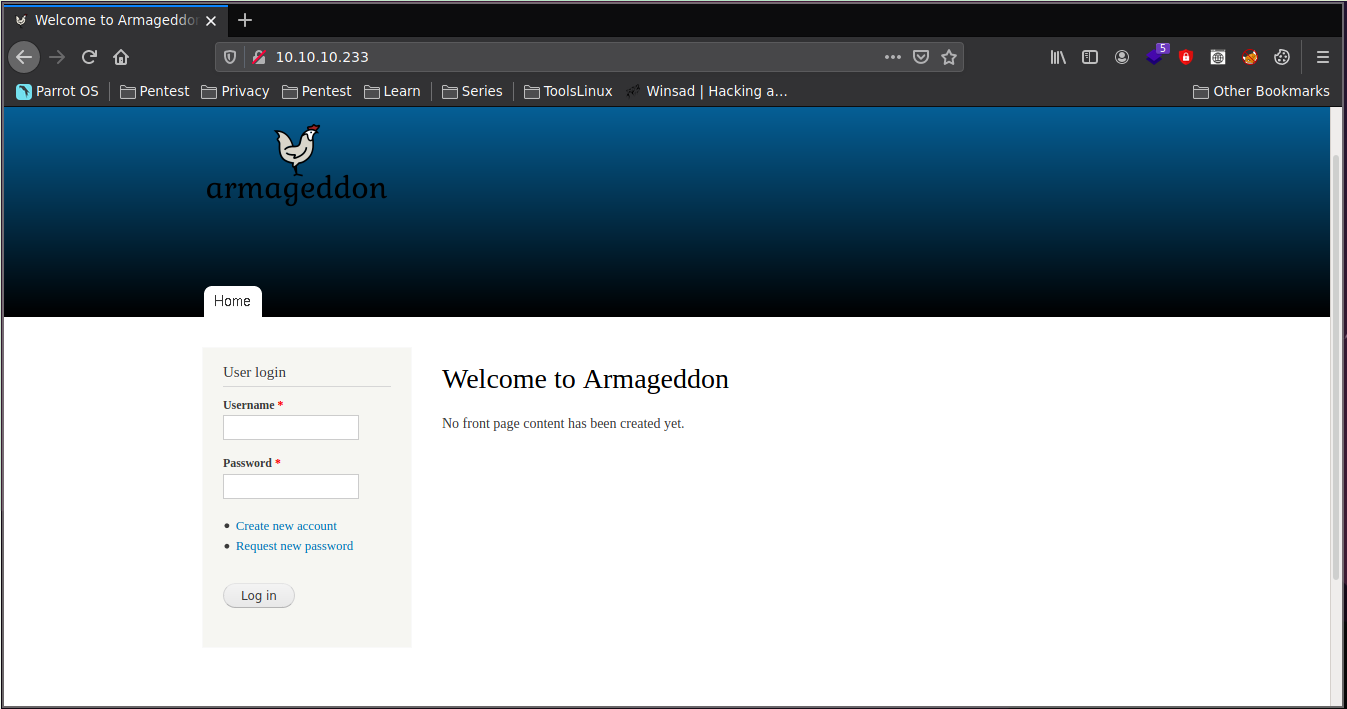 Welcome to Armageddo
10.10.10.233
5
Parrot OS Pentest Privacy Pentest Learn Series ToolsLinux Winsad | Hacking a... Other Bookmarks
armageddon
Home
User login
Welcome to Armageddon
Username *
No front page content has been created yet.
Password *
Create new account
Request new password
Log in